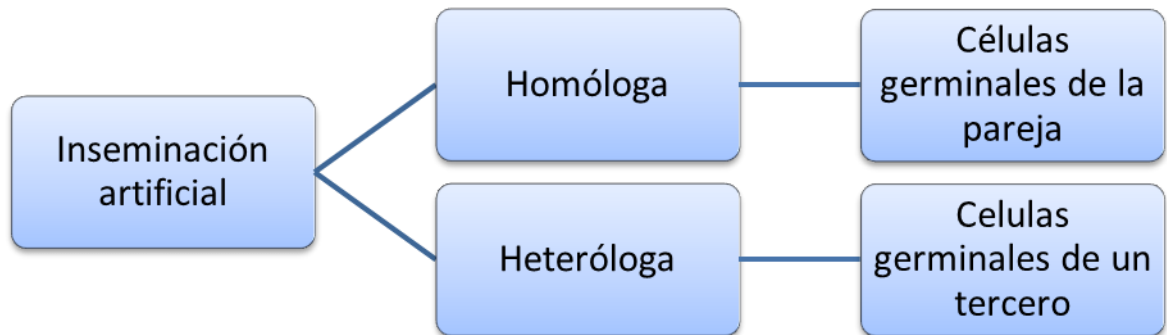 Inseminación
artificial
Homóloga
Células
germinales de la
pareja
Heteróloga
Celulas
germinales de un
tercero